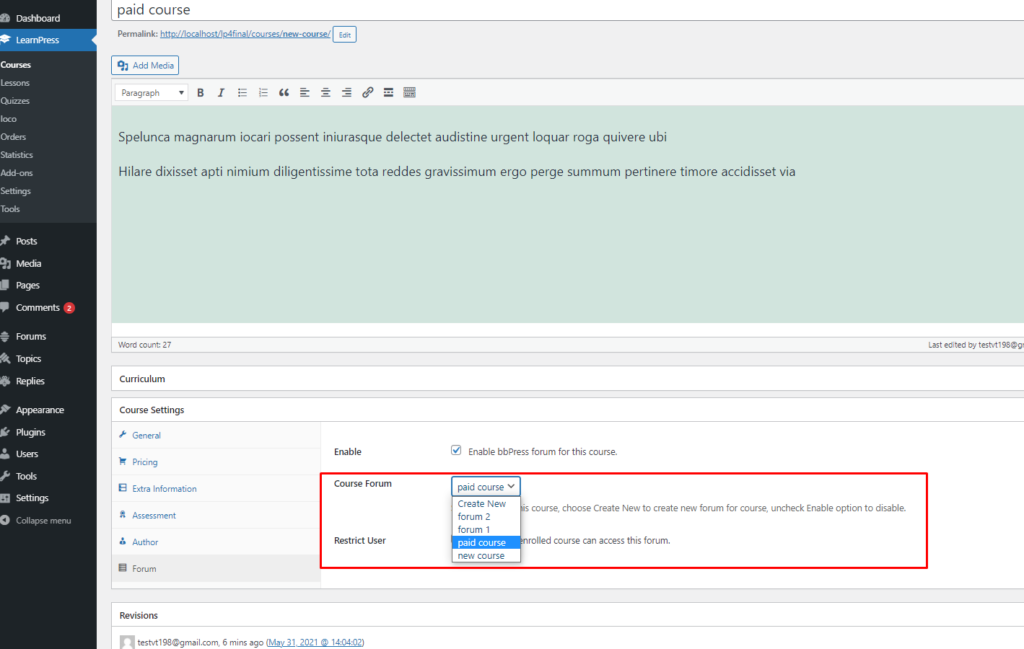 Dashboard
LearnPress
Courses
Lessons
Quizzes
loco
Orders
Statistics
Add-ons
Settings
Tools
Posts
Media
Pages
Comments 2
Forums
Topics
Replies
Appearance
Plugins
Users
Tools
Settings
Collapse menu
paid course
Permalink: http://localhost/lp4final/courses/new-course/ Edit
Add Media
Paragraph B I
Spelunca magnarum iocari possent iniurasque delectet audistine urgent loquar roga quivere ubi
Hilare dixisset apti nimium diligentissime tota reddes gravissimum ergo perge summum pertinere timore accidisset via
Word count: 27 Last edited by testvt198@
Curriculum
Course Settings
General
Pricing
Extra Information
Assessment
Author
Forum
Enable Enable bbPress forum for this course.
Course Forum paid course
Create New
course, choose Create New to create new forum for course, uncheck Enable option to disable.
forum 2
forum 1
paid course
new course
Restrict User enrolled course can access this forum.
Revisions
testvt198@gmail.com, 6 mins ago (May 31, 2021 @ 14:04:02)